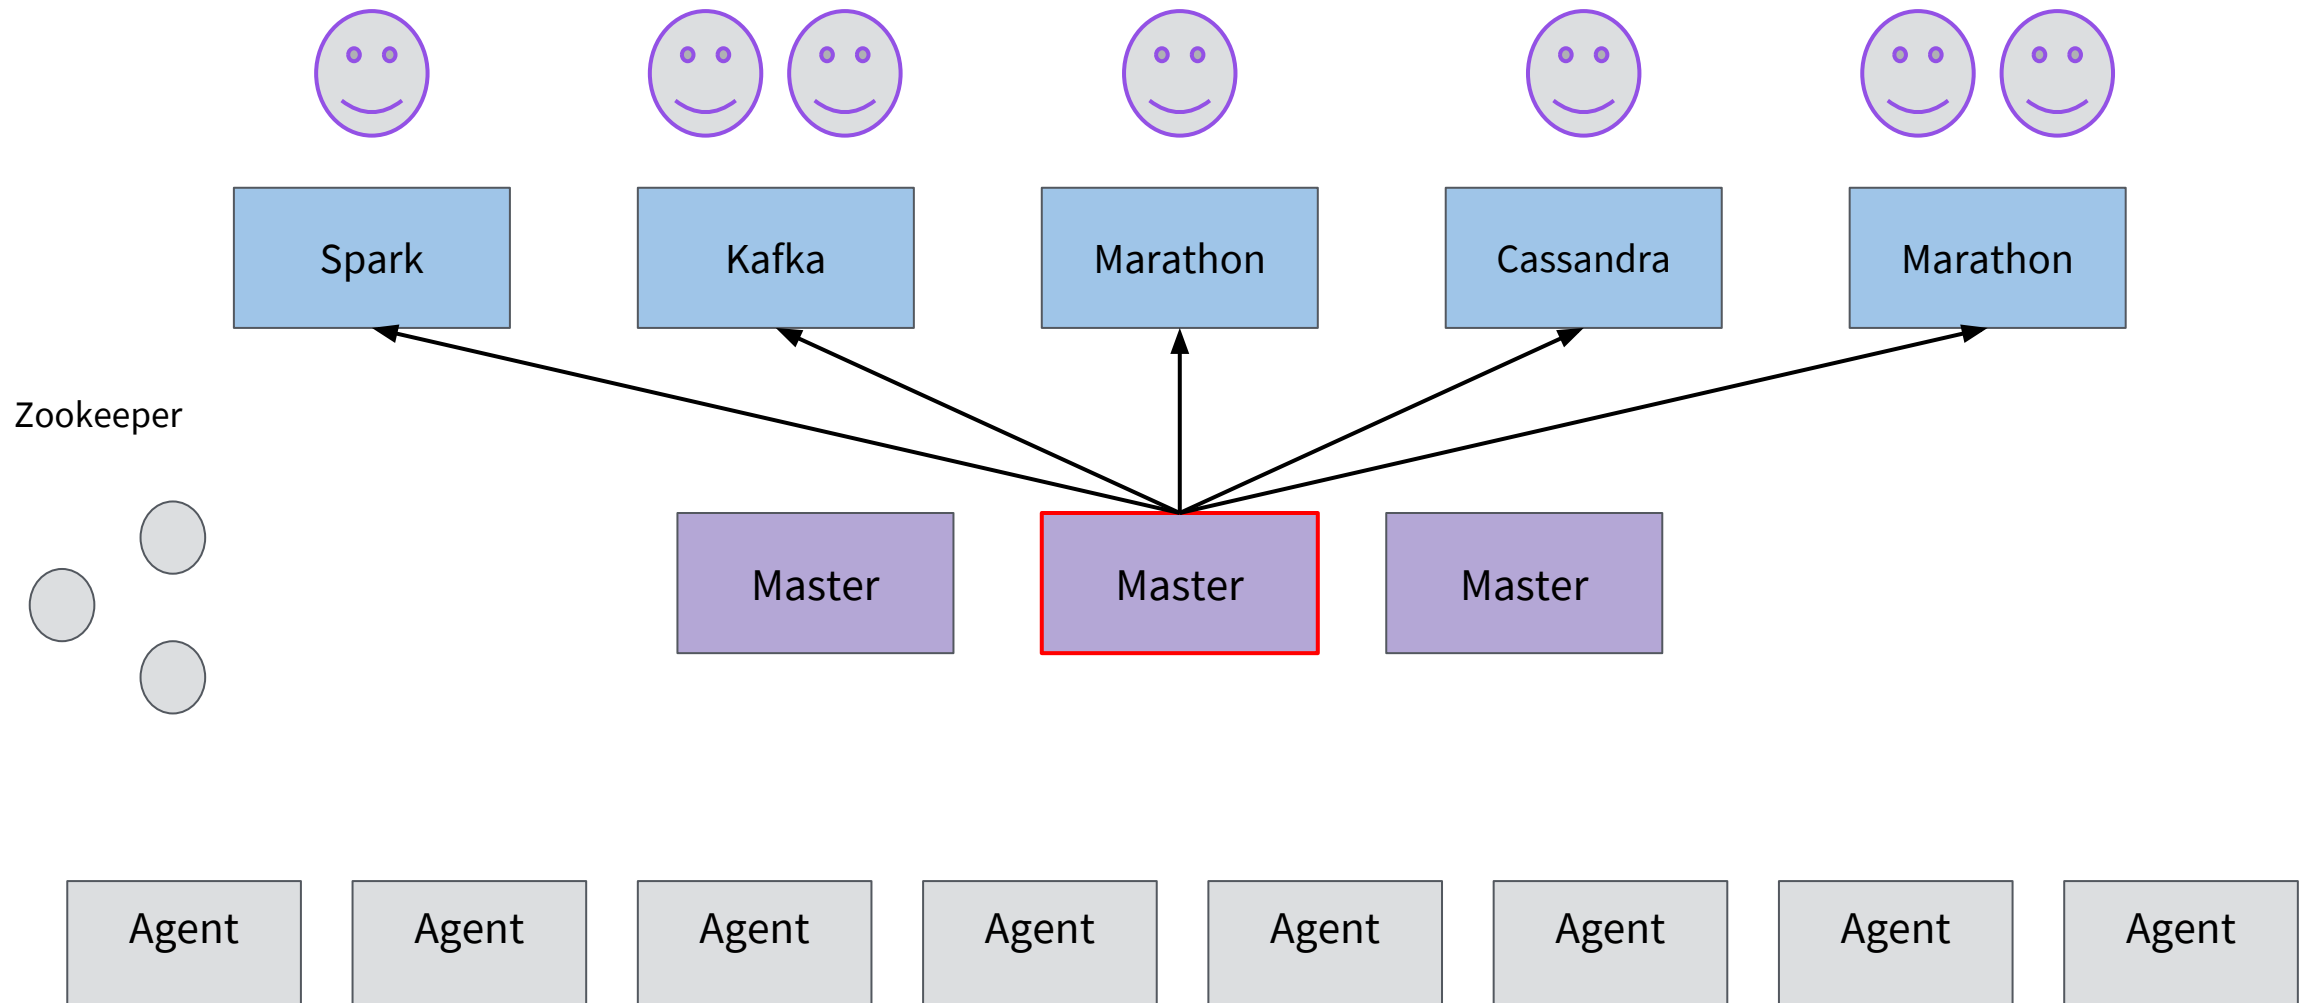 Spark
Kafka
Marathon
Cassandra
Marathon
Zookeeper
Master
Master
Master
Agent
Agent
Agent
Agent
Agent
Agent
Agent
Agent